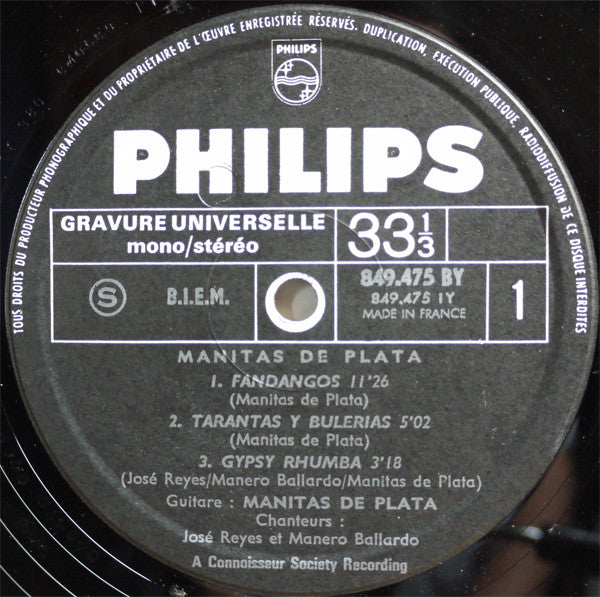 TOUS DROITS DU PRODUCTEUR PHONOGRAPHIQUE ET DU PROPRIÉTAIRE DE L'ŒUVRE ENREGISTRÉE RÉSERVÉS. DUPLICATION, EXÉCUTION PUBLIQUE, RADIODIFFUSION DE CE DISQUE INTERDITES
PHILIPS
PHILIPS
GRAVURE UNIVERSELLE
mono/stéréo
33 1/3
S
B.I.E.M.
849.475 BY
849.475 IY
MADE IN FRANCE
1
MANITAS DE PLATA
1. FANDANGOS 11'26
(Manitas de Plata)
2. TARANTAS Y BULERIAS 5'02
(Manitas de Plata)
3. GYPSY RHUMBA 3'18
(José Reyes/Manero Ballardo/Manitas de Plata)
Guitare : MANITAS DE PLATA
Chanteurs :
José Reyes et Manero Ballardo
A Connoisseur Society Recording